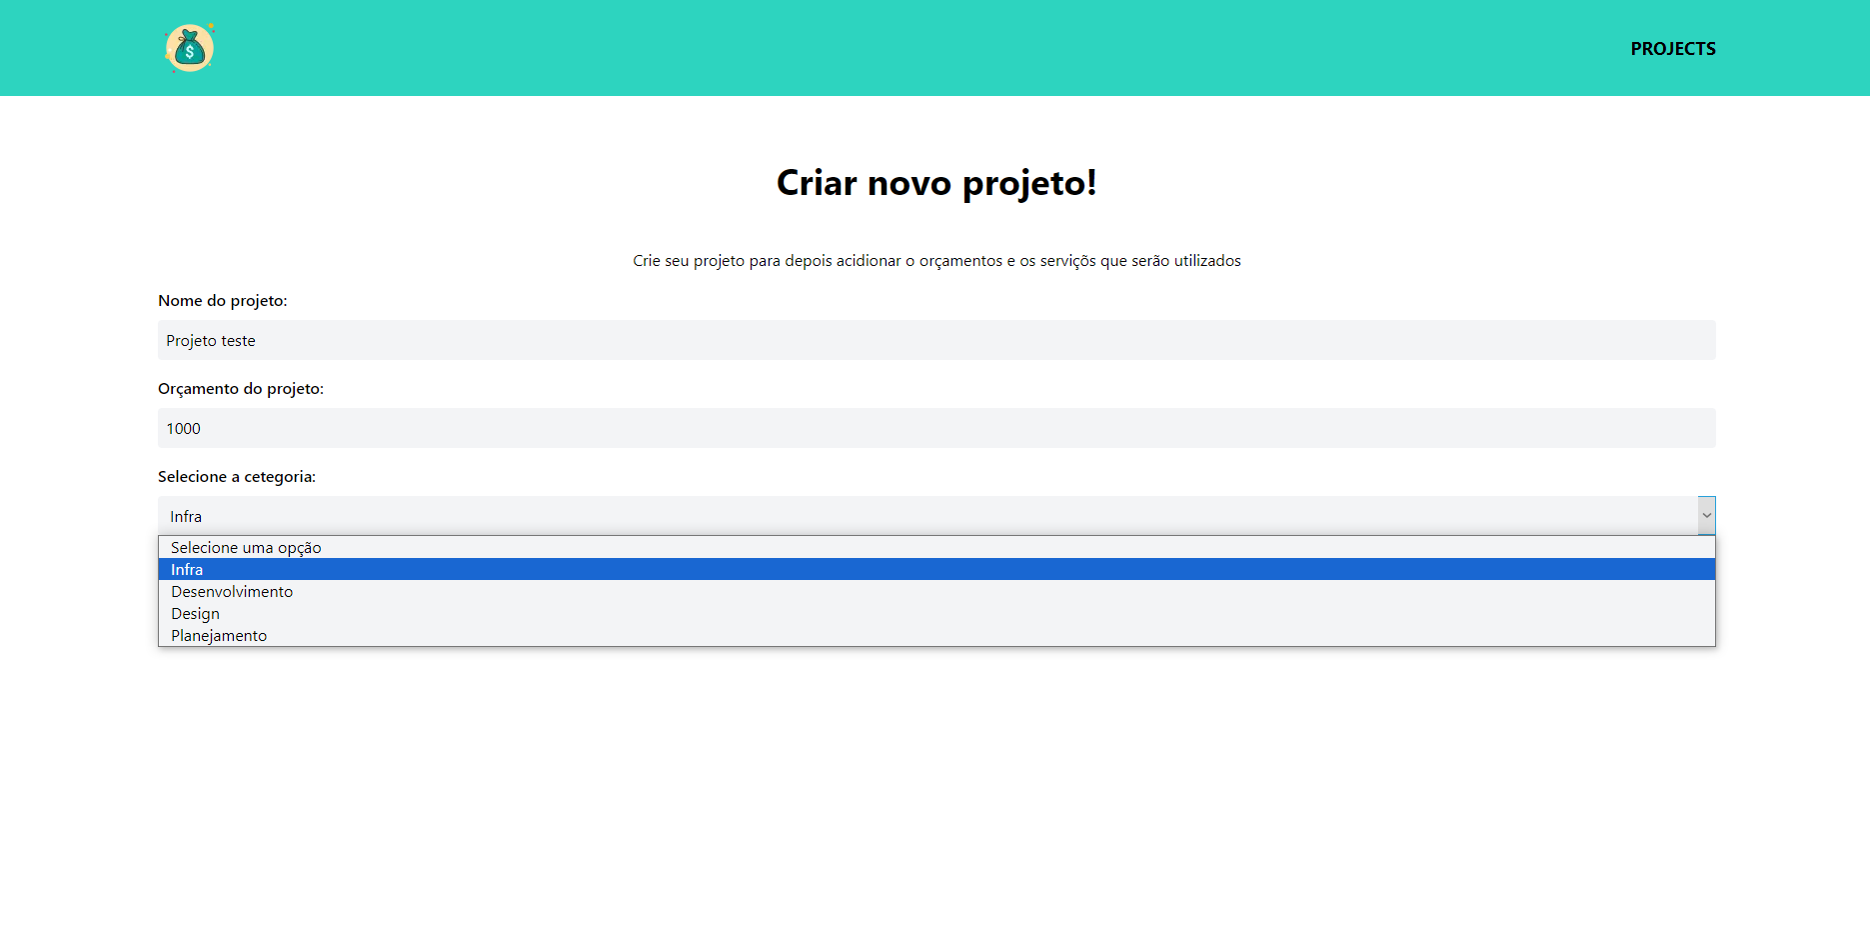 $
PROJECTS
Criar novo projeto!
Crie seu projeto para depois acidionar o orçamentos e os serviçõs que serão utilizados
Nome do projeto:
Projeto teste
Orçamento do projeto:
1000
Selecione a cetegoria:
Infra
Selecione uma opção
Infra
Desenvolvimento
Design
Planejamento